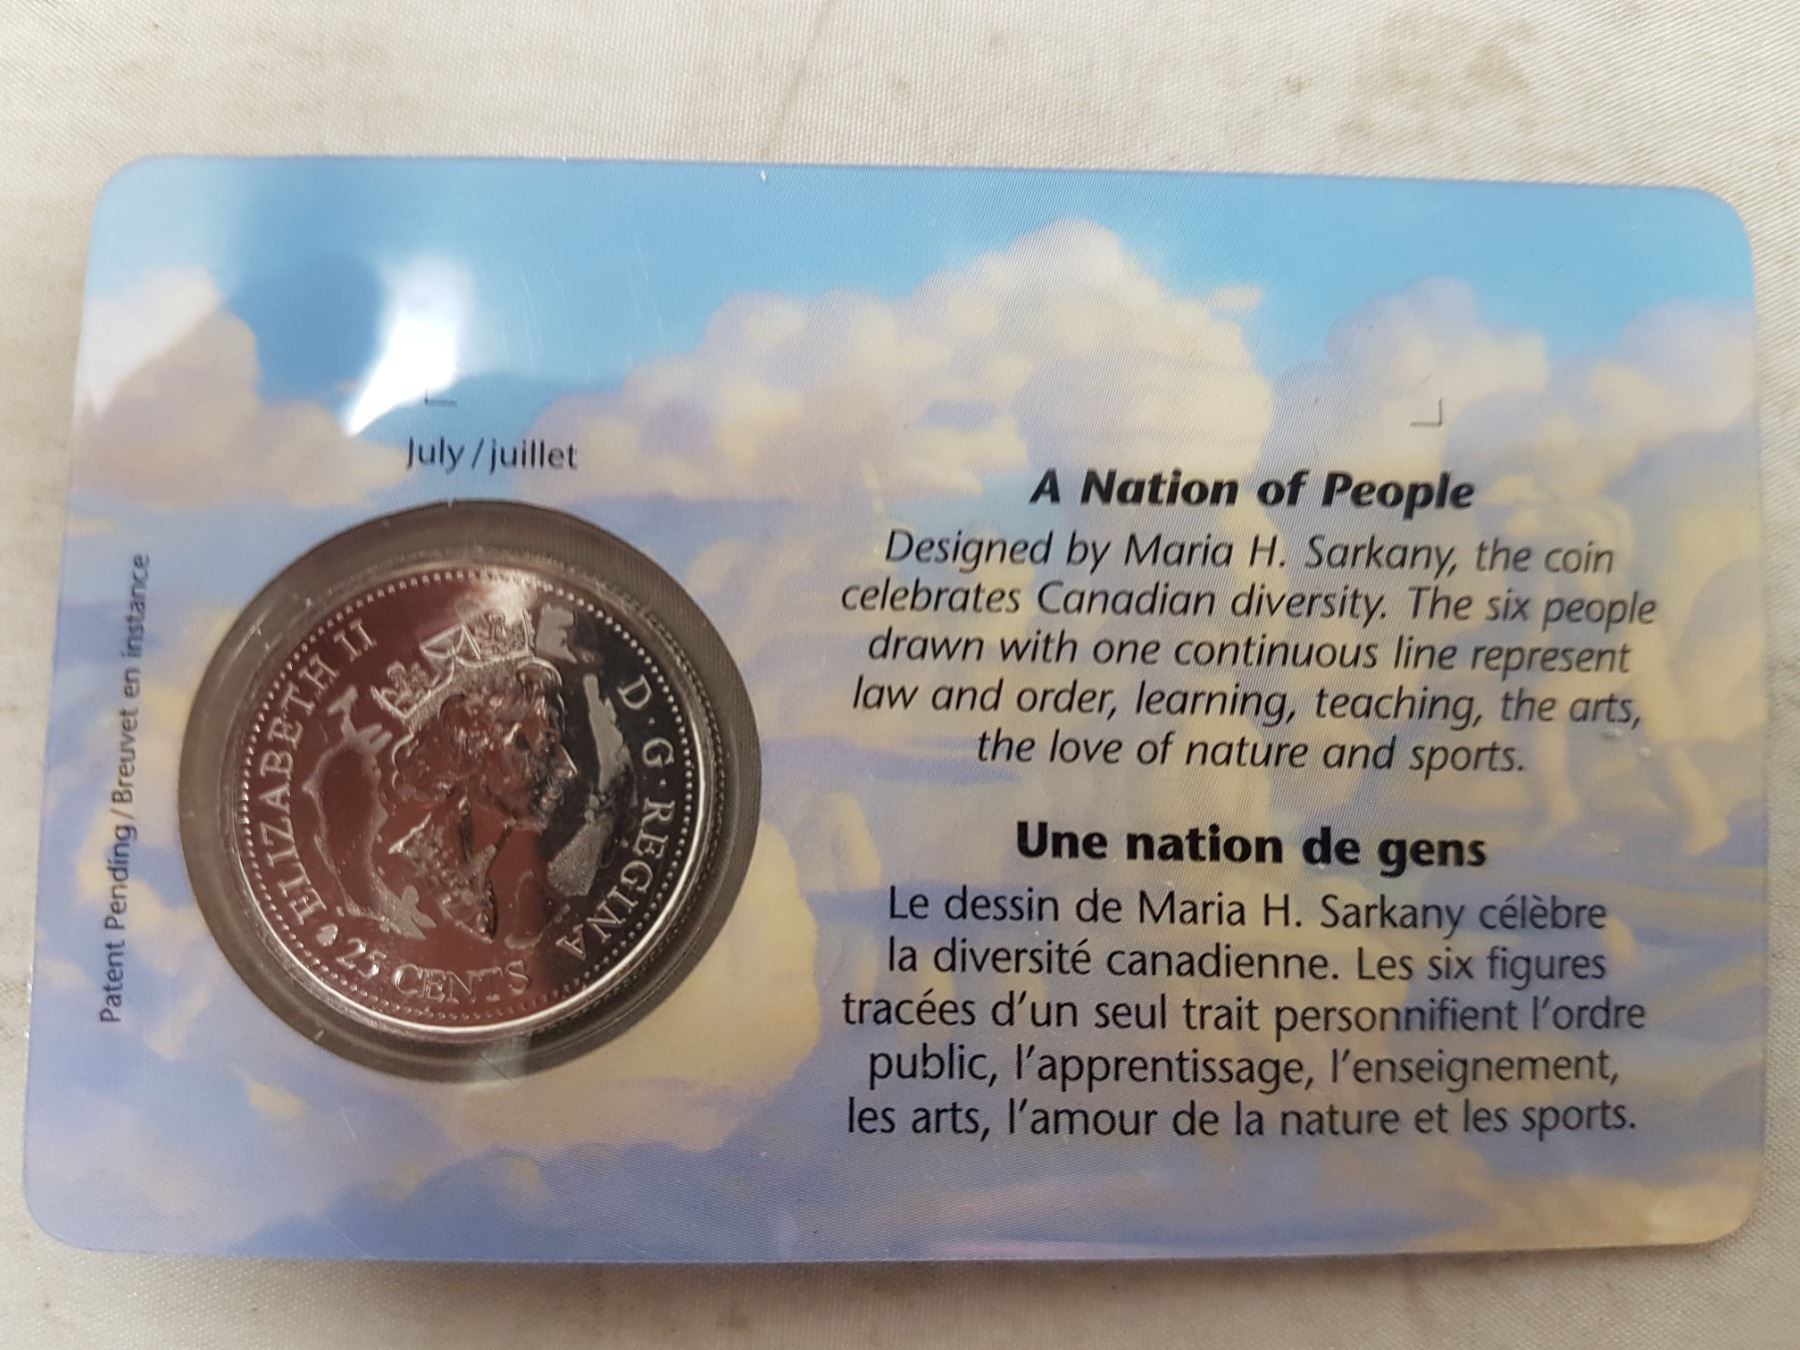 July/juillet
Patent Pending/Breuvet en instance
ELIZABETH II D·G·REGINA
25 CENTS
A Nation of People
Designed by Maria H. Sarkany, the coin
celebrates Canadian diversity. The six people
drawn with one continuous line represent
law and order, learning, teaching, the arts,
the love of nature and sports.
Une nation de gens
Le dessin de Maria H. Sarkany célèbre
la diversité canadienne. Les six figures
tracées d'un seul trait personnifient l'ordre
public, l'apprentissage, l'enseignement,
les arts, l'amour de la nature et les sports.